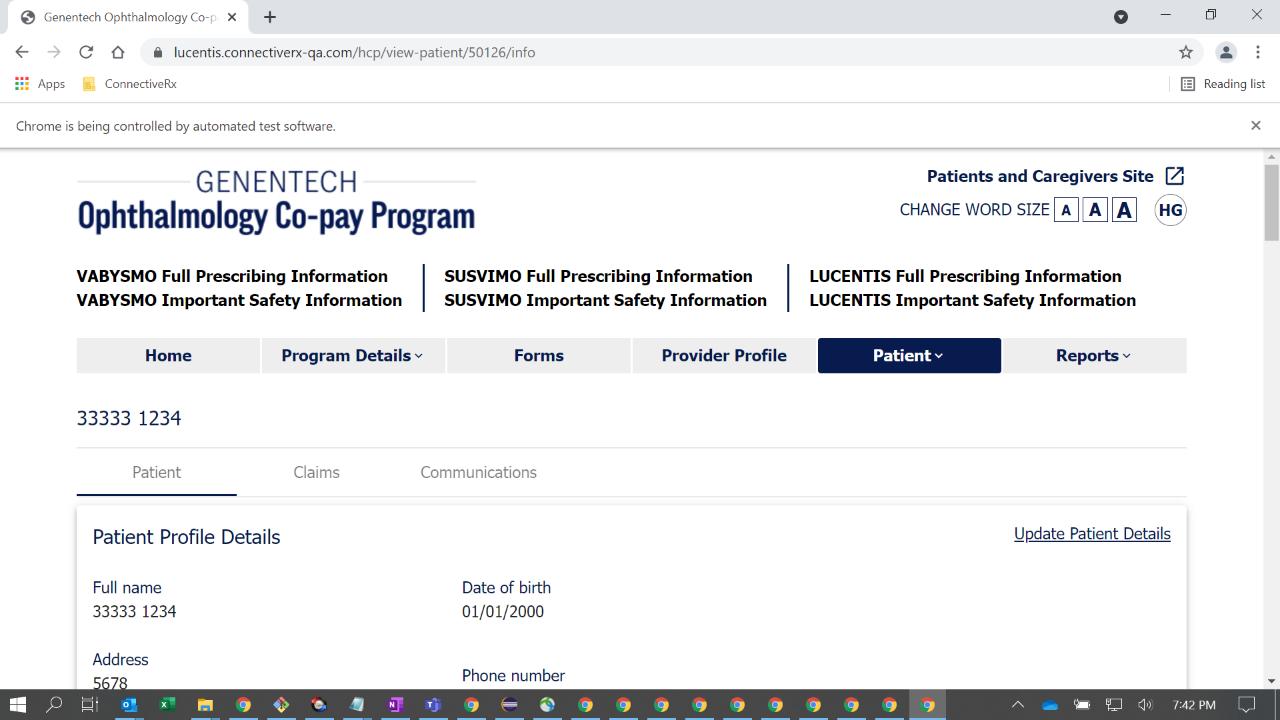 Genentech Ophthalmology Co-p
lucentis.connectiverx-qa.com/hcp/view-patient/50126/info
Apps
ConnectiveRx
Reading list
Chrome is being controlled by automated test software.
GENENTECH
Ophthalmology Co-pay Program
Patients and Caregivers Site
CHANGE WORD SIZE A A A HG
VABYSMO Full Prescribing Information
VABYSMO Important Safety Information
SUSVIMO Full Prescribing Information
SUSVIMO Important Safety Information
LUCENTIS Full Prescribing Information
LUCENTIS Important Safety Information
Home Program Details Forms Provider Profile Patient Reports
33333 1234
Patient Claims Communications
Patient Profile Details
Update Patient Details
Full name
33333 1234
Date of birth
01/01/2000
Address
5678
Phone number
7:42 PM